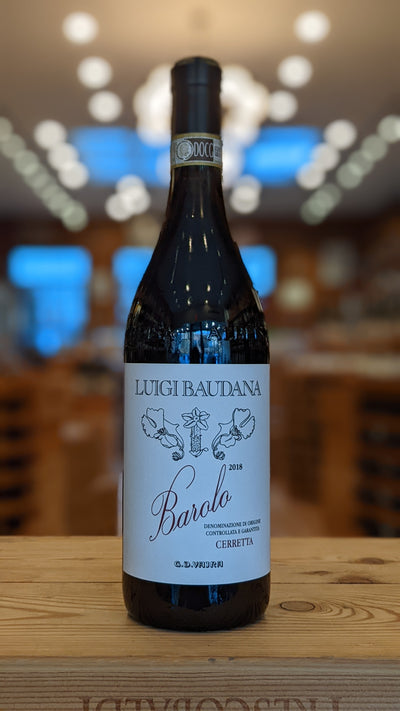 DOCG
LUIGI BAUDANA
2018
Barolo
DENOMINAZIONE DI ORIGINE
CONTROLLATA E GARANTITA
CERRETTA
G.D.VAJRA